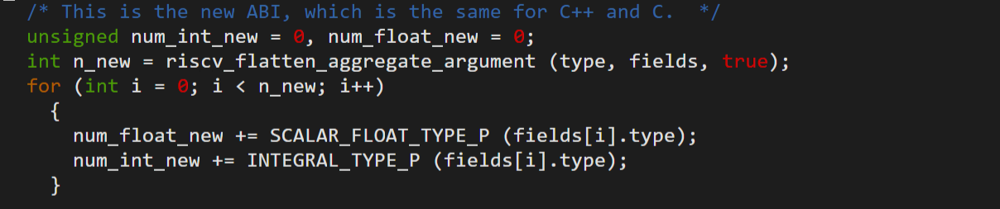 /* This is the new ABI, which is the same for C++ and C.  */
unsigned num_int_new = 0, num_float_new = 0;
int n_new = riscv_flatten_aggregate_argument (type, fields, true);
for (int i = 0; i < n_new; i++)
  {
    num_float_new += SCALAR_FLOAT_TYPE_P (fields[i].type);
    num_int_new += INTEGRAL_TYPE_P (fields[i].type);
  }